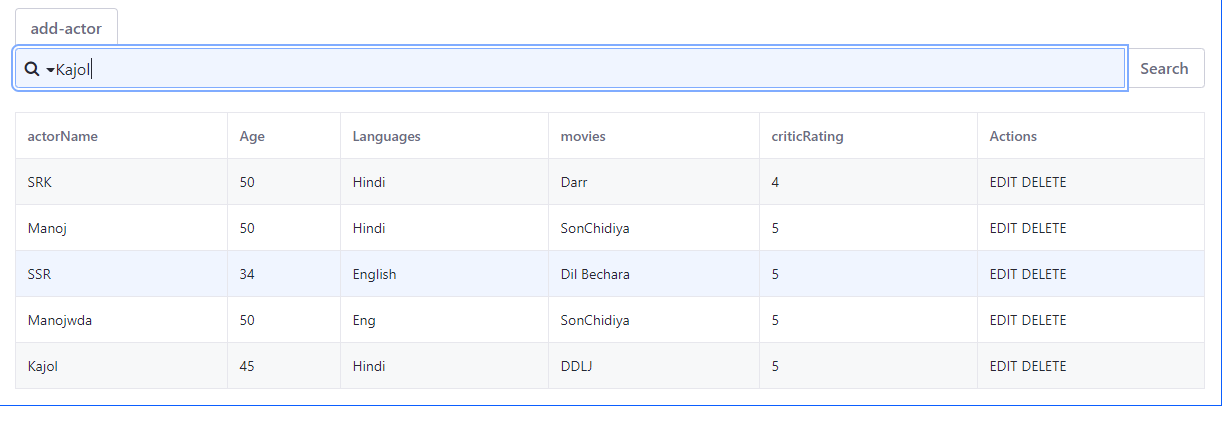 add-actor
Kajol Search
actorName Age Languages movies criticRating Actions
SRK 50 Hindi Darr 4 EDIT DELETE
Manoj 50 Hindi SonChidiya 5 EDIT DELETE
SSR 34 English Dil Bechara 5 EDIT DELETE
Manojwda 50 Eng SonChidiya 5 EDIT DELETE
Kajol 45 Hindi DDLJ 5 EDIT DELETE